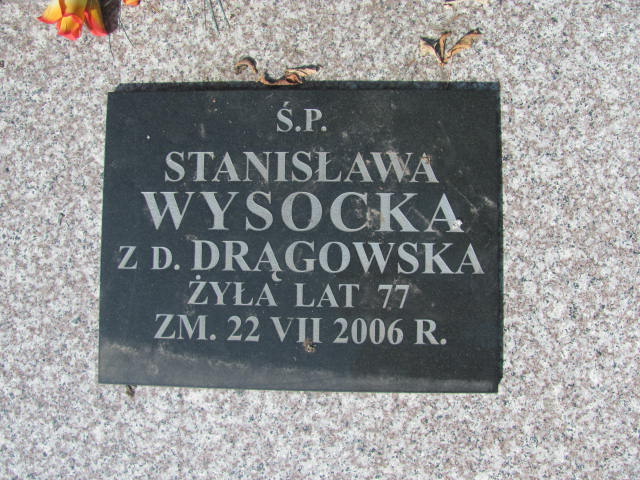 Ś.P.
STANISŁAWA
WYSOCKA
Z D. DRĄGOWSKA
ŻYŁA LAT 77
ZM. 22 VII 2006 R.